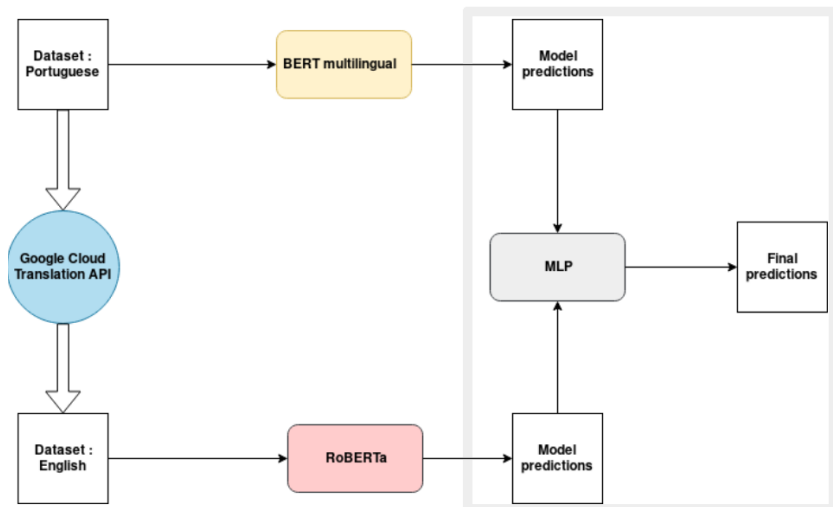 Dataset :
Portuguese
BERT multilingual
Model
predictions
Google Cloud
Translation API
MLP
Final
predictions
Dataset :
English
RoBERTa
Model
predictions